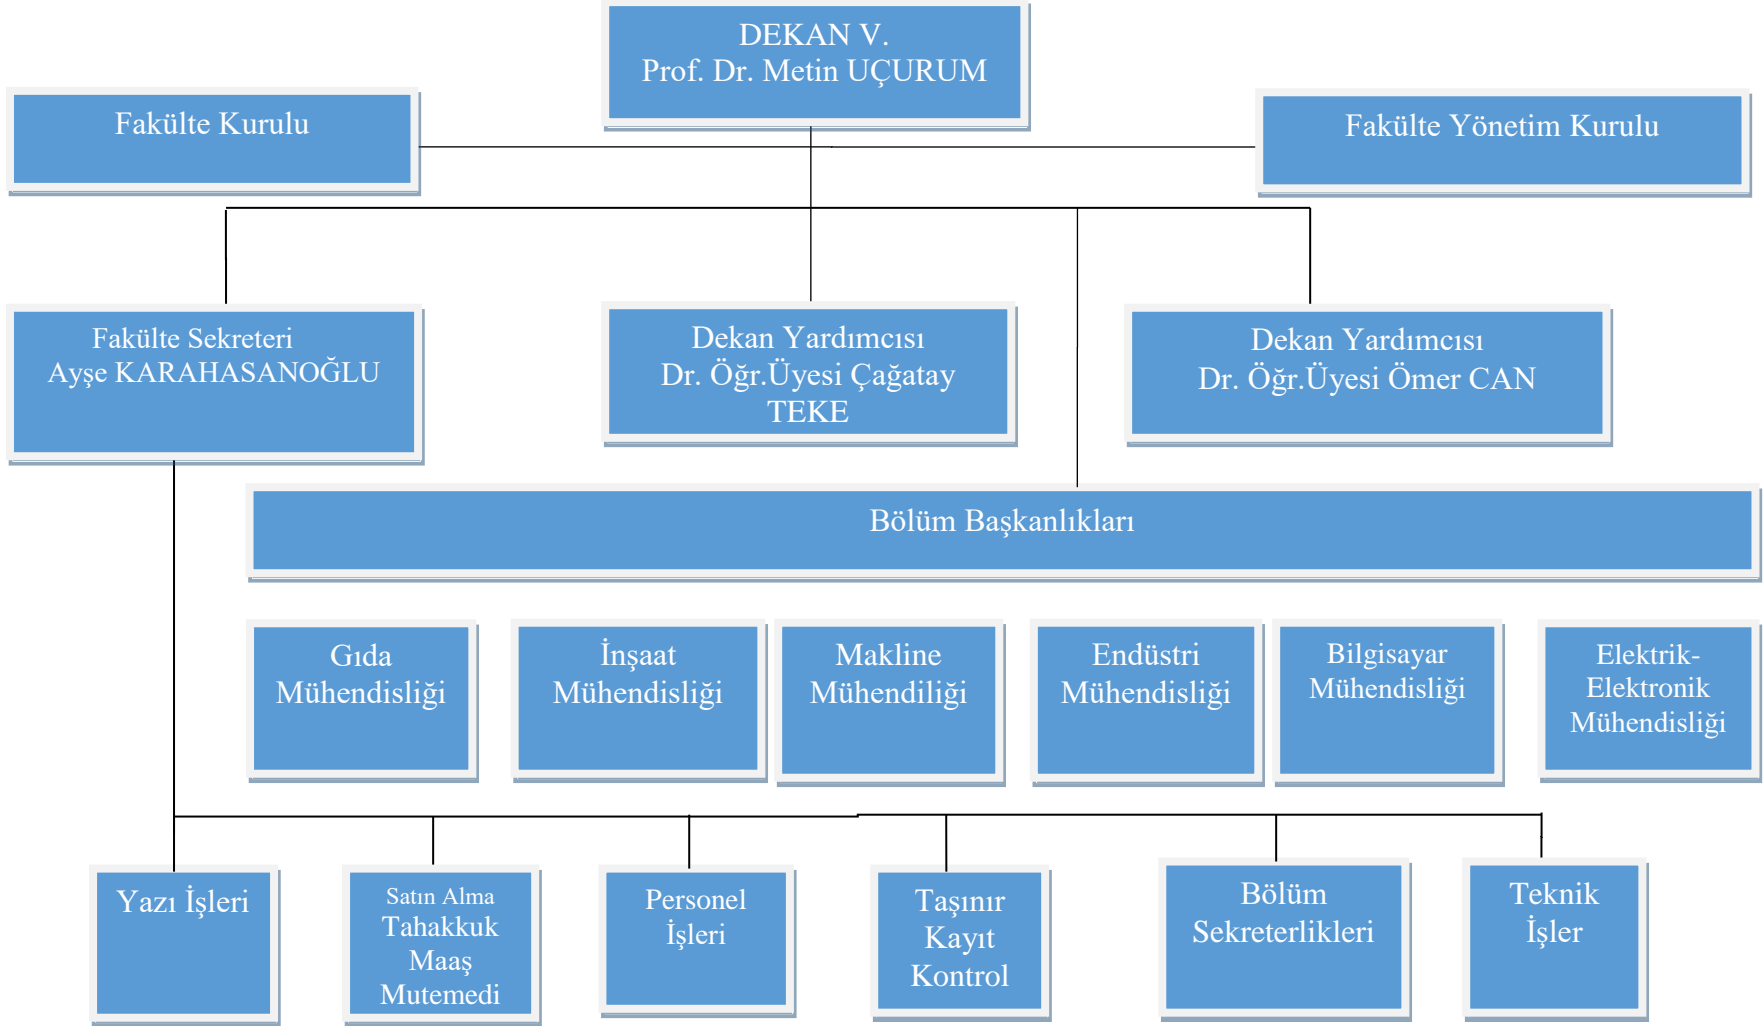 DEKAN V.
Prof. Dr. Metin UÇURUM
Fakülte Kurulu
Fakülte Yönetim Kurulu
Fakülte Sekreteri
Ayşe KARAHASANOĞLU
Dekan Yardımcısı
Dr. Öğr.Üyesi Çağatay
TEKE
Dekan Yardımcısı
Dr. Öğr.Üyesi Ömer CAN
Bölüm Başkanlıkları
Gıda
Mühendisliği
İnşaat
Mühendisliği
Makline
Mühendiliği
Endüstri
Mühendisliği
Bilgisayar
Mühendisliği
Elektrik-
Elektronik
Mühendisliği
Yazı İşleri
Satın Alma
Tahakkuk
Maaş
Mutemedi
Personel
İşleri
Taşınır
Kayıt
Kontrol
Bölüm
Sekreterlikleri
Teknik
İşler